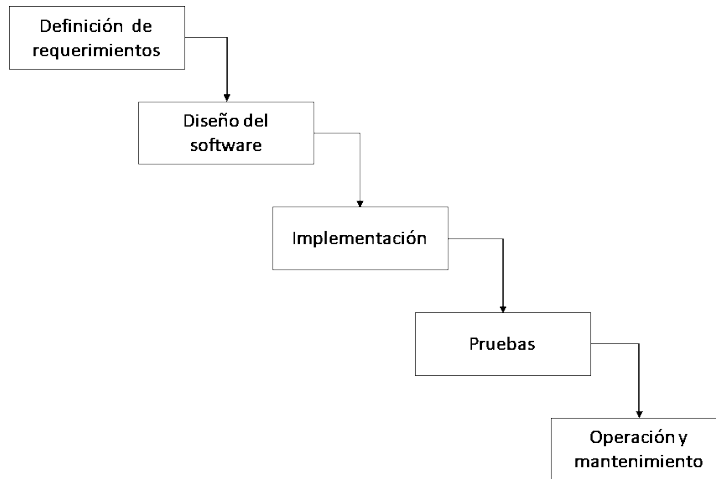 Definición de
requerimientos
Diseño del
software
Implementación
Pruebas
Operación y
mantenimiento